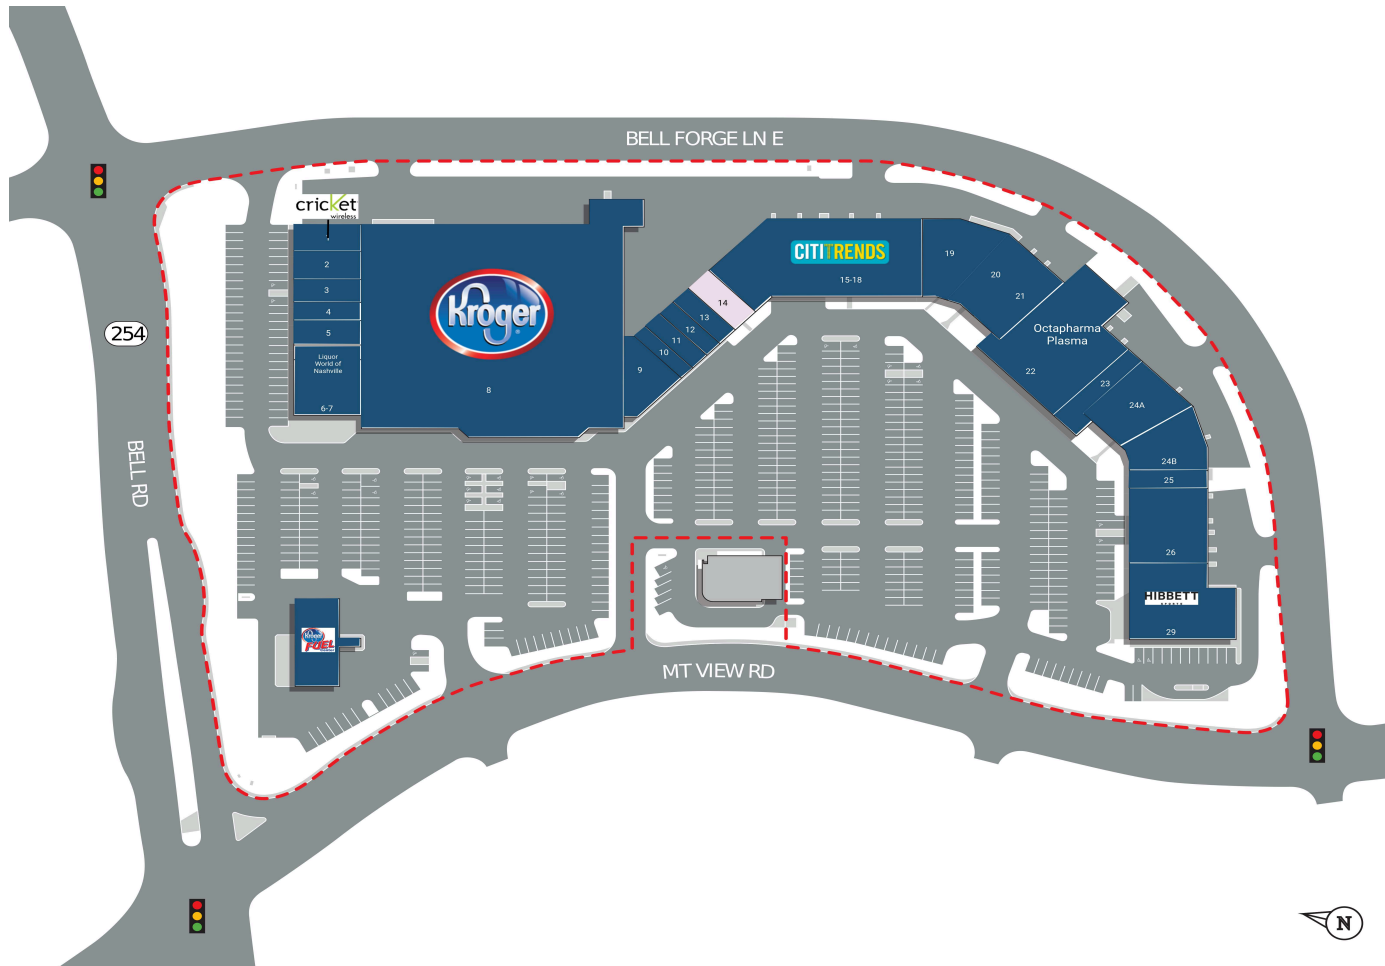 BELL FORGE LN E
cricket
wireless
2
3
4
5
Liquor
World of
Nashville
6-7
Kroger
8
9
10
11
12
13
14
CITITRENDS
15-18
19
20
21
Octapharma
Plasma
22
23
24A
24B
25
26
HIBBETT
29
254
BELL RD
Kroger
FUEL
MT VIEW RD
N